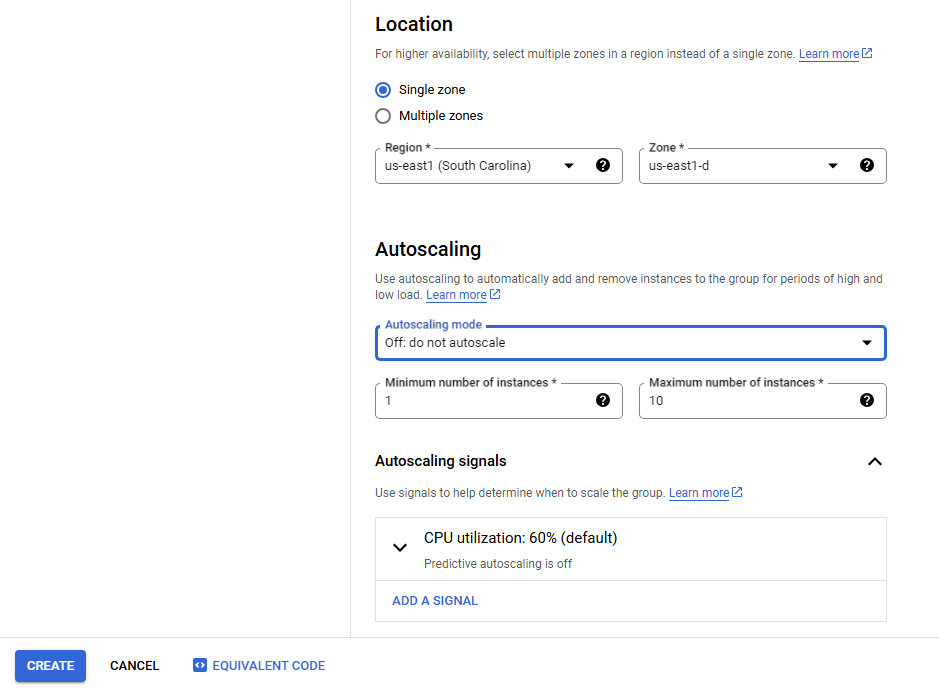 Location
For higher availability, select multiple zones in a region instead of a single zone. Learn more
Single zone
Multiple zones
Region *
us-east1 (South Carolina)
Zone *
us-east1-d
Autoscaling
Use autoscaling to automatically add and remove instances to the group for periods of high and
low load. Learn more
Autoscaling mode
Off: do not autoscale
Minimum number of instances *
1
Maximum number of instances *
10
Autoscaling signals
Use signals to help determine when to scale the group. Learn more
CPU utilization: 60% (default)
Predictive autoscaling is off
ADD A SIGNAL
CREATE
CANCEL
EQUIVALENT CODE